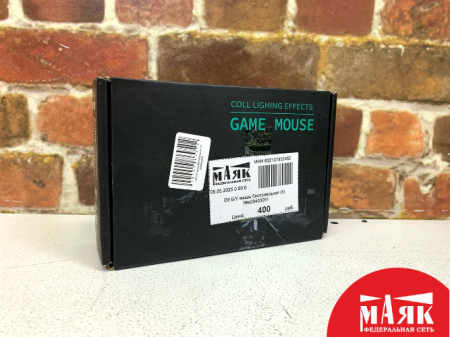 COLL LIGHING EFFECTS
GAME MOUSE
МАЯК
ФЕДЕРАЛЬНАЯ СЕТЬ
Цена: 400 руб.
МАЯК
ФЕДЕРАЛЬНАЯ СЕТЬ